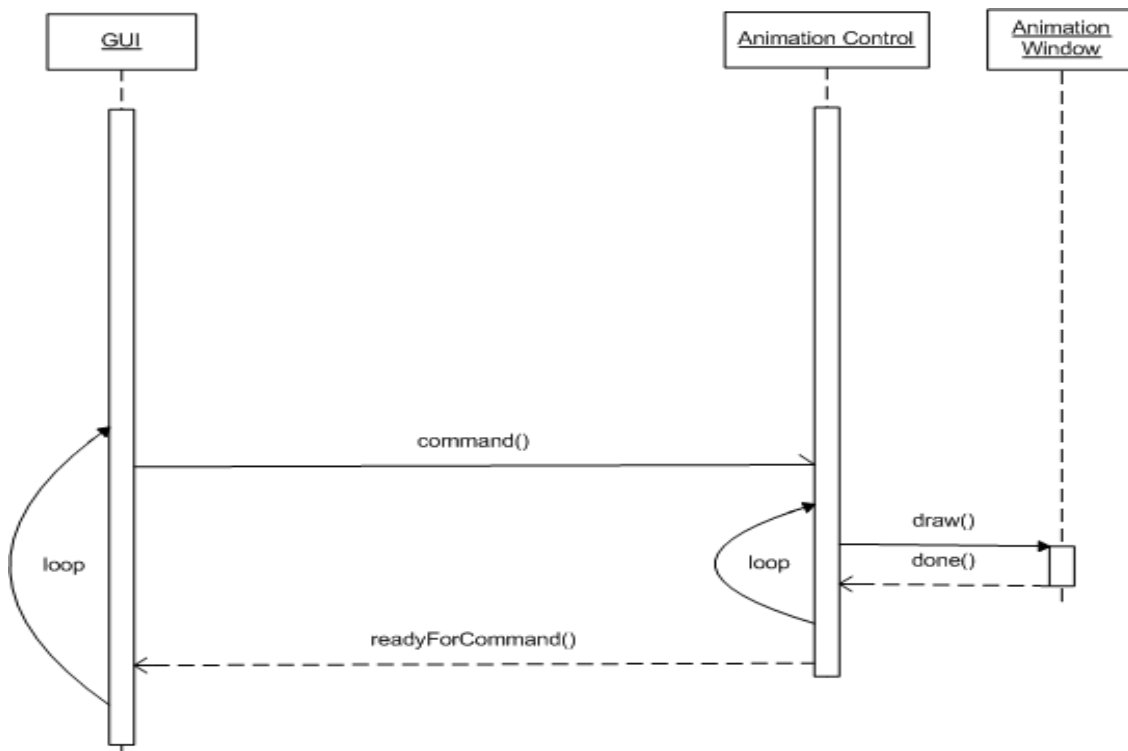 GUI
Animation Control
Animation
Window
command()
draw()
loop
loop
done()
readyForCommand()